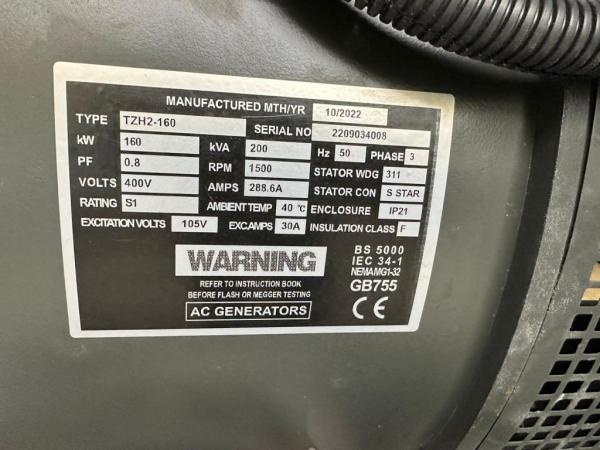 MANUFACTURED MTH/YR 10/2022
TYPE TZH2-160 SERIAL NO 2209034008
kW 160 kVA 200 Hz 50 PHASE 3
PF 0.8 RPM 1500 STATOR WDG 311
VOLTS 400V AMPS 288.6A STATOR CON S STAR
RATING S1 AMBIENT TEMP 40 ℃ ENCLOSURE IP21
EXCITATION VOLTS 105V EXC.AMPS 30A INSULATION CLASS F
WARNING
REFER TO INSTRUCTION BOOK
BEFORE FLASH OR MEGGER TESTING
AC GENERATORS
BS 5000
IEC 34-1
NEMA MG1-32
GB755
CE